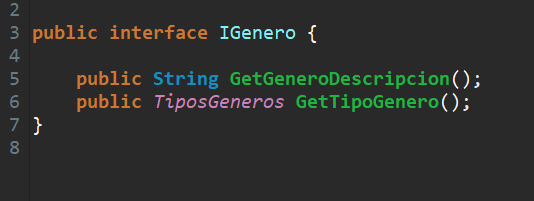 2
3 public interface IGenero {
4
5     public String GetGeneroDescripcion();
6     public TiposGeneros GetTipoGenero();
7 }
8